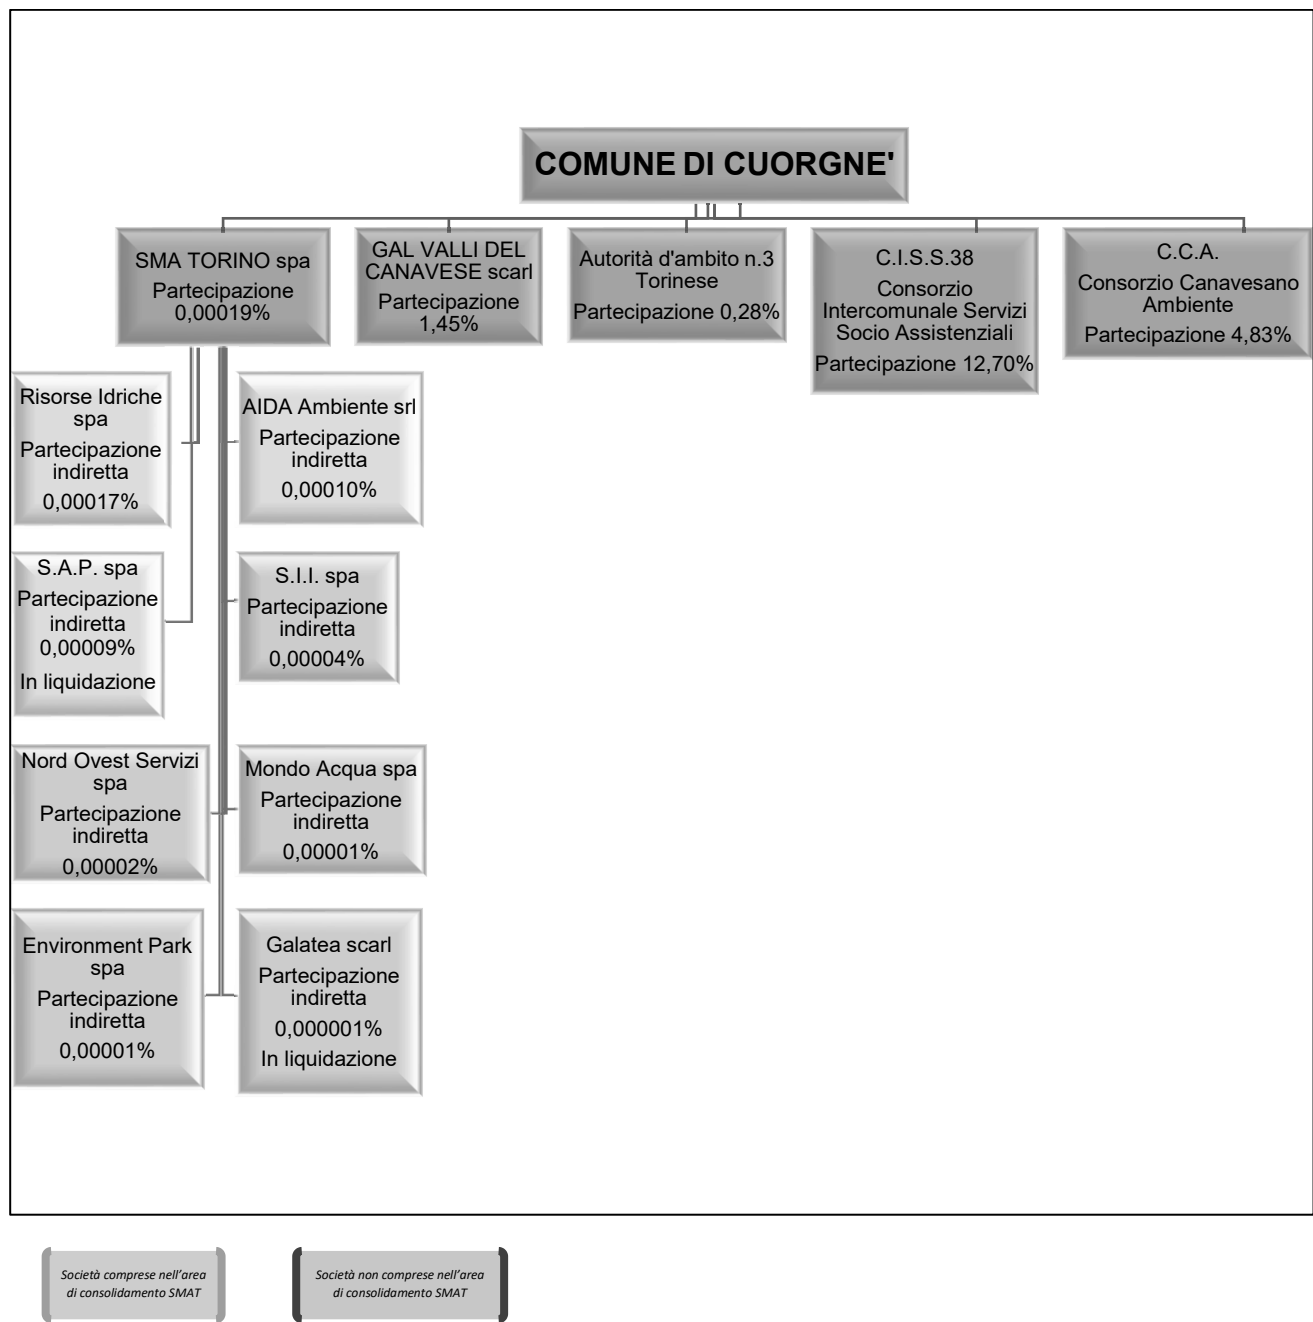 COMUNE DI CUORGNE'
SMA TORINO spa
Partecipazione
0,00019%
GAL VALLI DEL
CANAVESE scarl
Partecipazione
1,45%
Autorità d'ambito n.3
Torinese
Partecipazione 0,28%
C.I.S.S.38
Consorzio
Intercomunale Servizi
Socio Assistenziali
Partecipazione 12,70%
C.C.A.
Consorzio Canavesano
Ambiente
Partecipazione 4,83%
Risorse Idriche
spa
Partecipazione
indiretta
0,00017%
AIDA Ambiente srl
Partecipazione
indiretta
0,00010%
S.A.P. spa
Partecipazione
indiretta
0,00009%
In liquidazione
S.I.I. spa
Partecipazione
indiretta
0,00004%
Nord Ovest Servizi
spa
Partecipazione
indiretta
0,00002%
Mondo Acqua spa
Partecipazione
indiretta
0,00001%
Environment Park
spa
Partecipazione
indiretta
0,00001%
Galatea scarl
Partecipazione
indiretta
0,000001%
In liquidazione
Società comprese nell'area
di consolidamento SMAT
Società non comprese nell'area
di consolidamento SMAT